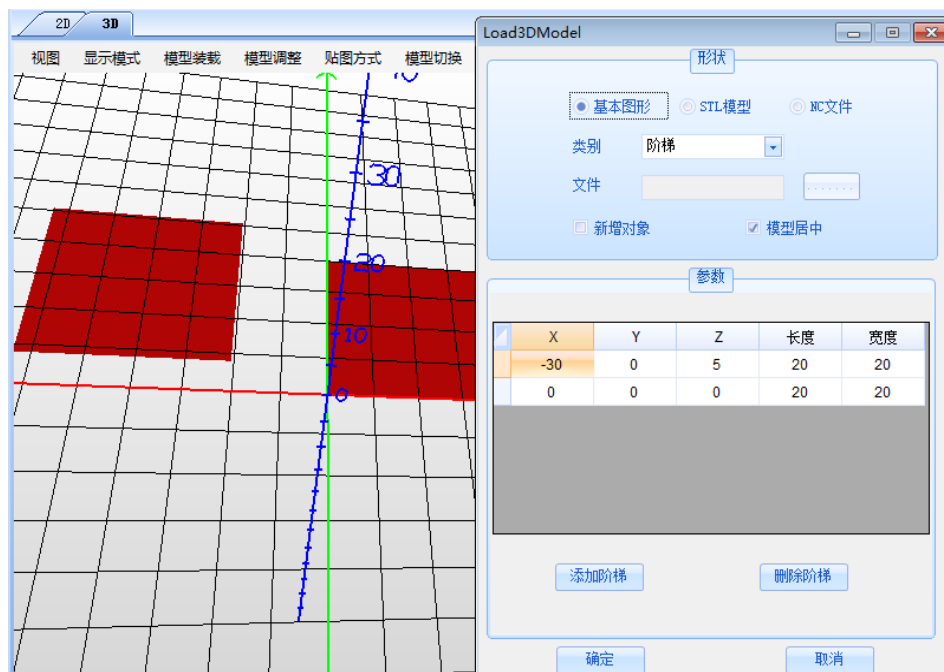 2D 3D
视图 显示模式 模型装载 模型调整 贴图方式 模型切换
30
20
10
0
Load3DModel
形状
基本图形 STL模型 NC文件
类别 阶梯
文件 .......
新增对象 模型居中
参数
X Y Z 长度 宽度
-30 0 5 20 20
0 0 0 20 20
添加阶梯 删除阶梯
确定 取消